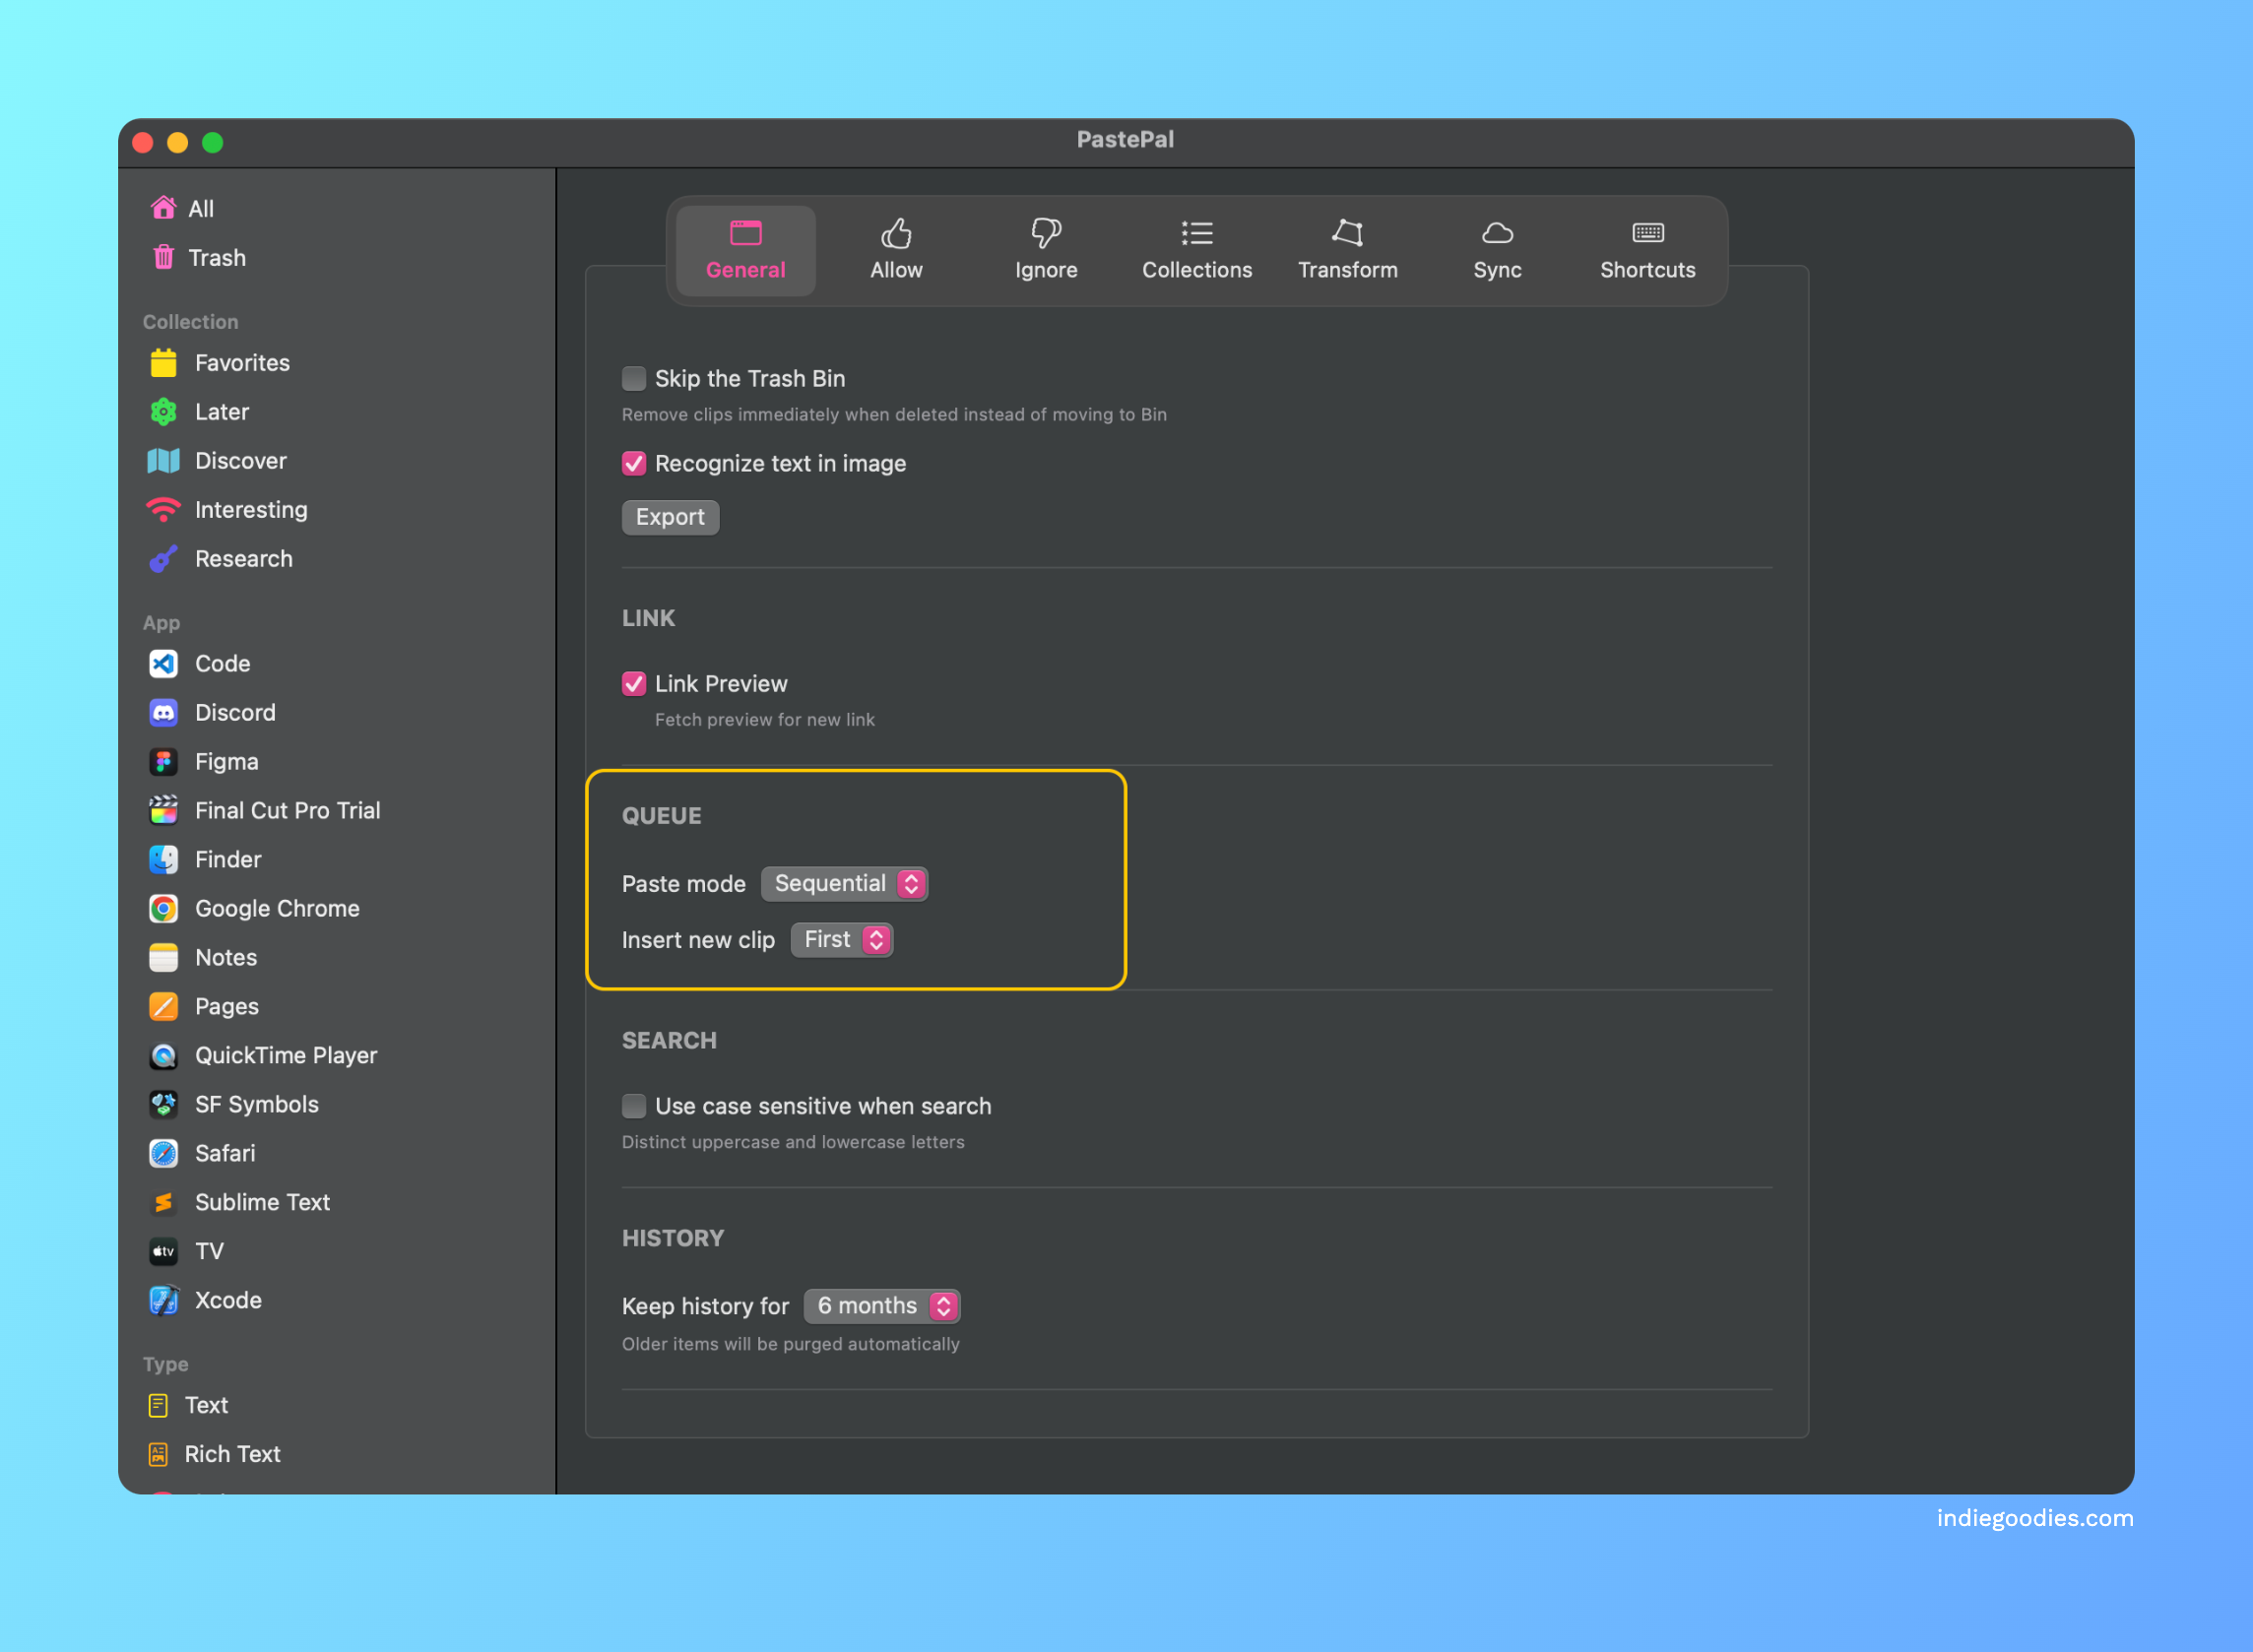 PastePal
All
Trash
Collection
Favorites
Later
Discover
Interesting
Research
App
Code
Discord
Figma
Final Cut Pro Trial
Finder
Google Chrome
Notes
Pages
QuickTime Player
SF Symbols
Safari
Sublime Text
tv
TV
Xcode
Type
Text
Rich Text
General
Allow
Ignore
Collections
Transform
Sync
Shortcuts
Skip the Trash Bin
Remove clips immediately when deleted instead of moving to Bin
Recognize text in image
Export
LINK
Link Preview
Fetch preview for new link
QUEUE
Paste mode Sequential
Insert new clip First
SEARCH
Use case sensitive when search
Distinct uppercase and lowercase letters
HISTORY
Keep history for 6 months
Older items will be purged automatically
indiegoodies.com